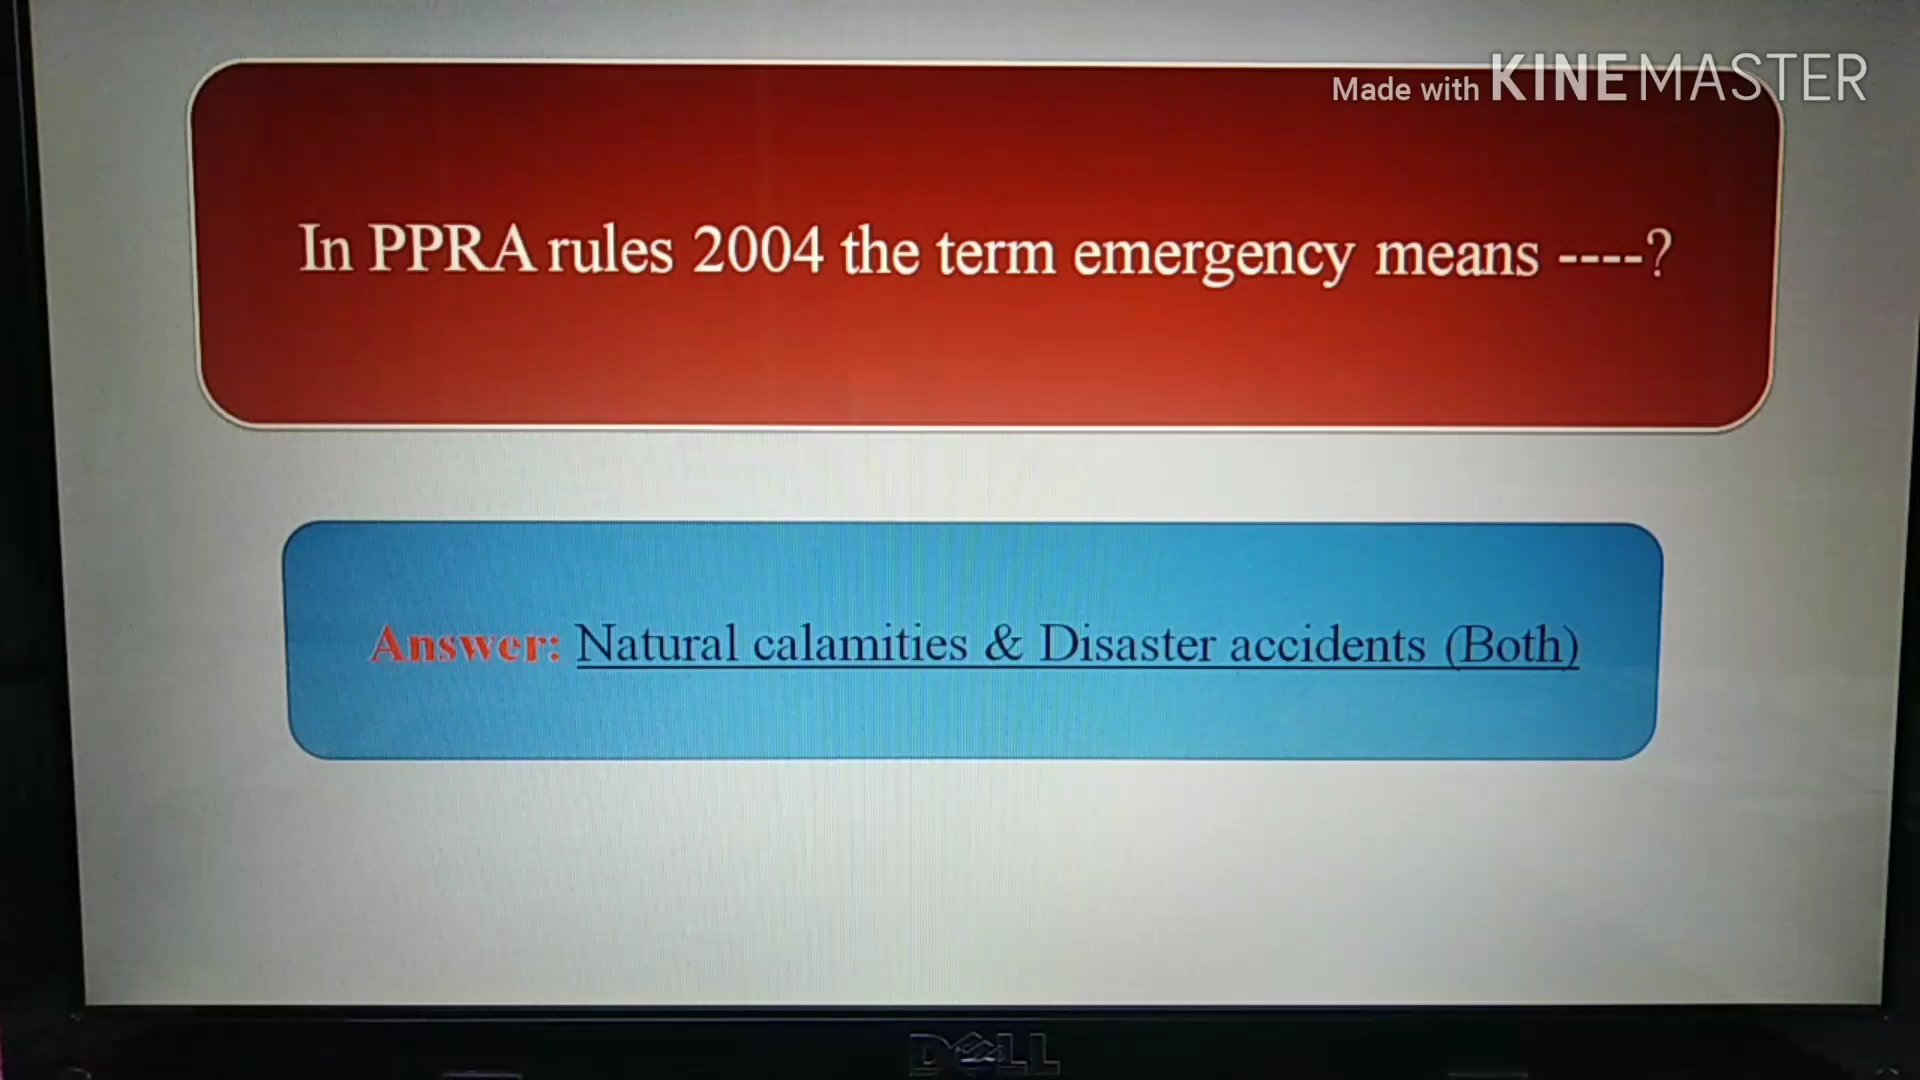 Made with KINEMASTER
In PPRA rules 2004 the term emergency means ----?
Answer: Natural calamities & Disaster accidents (Both)
DELL